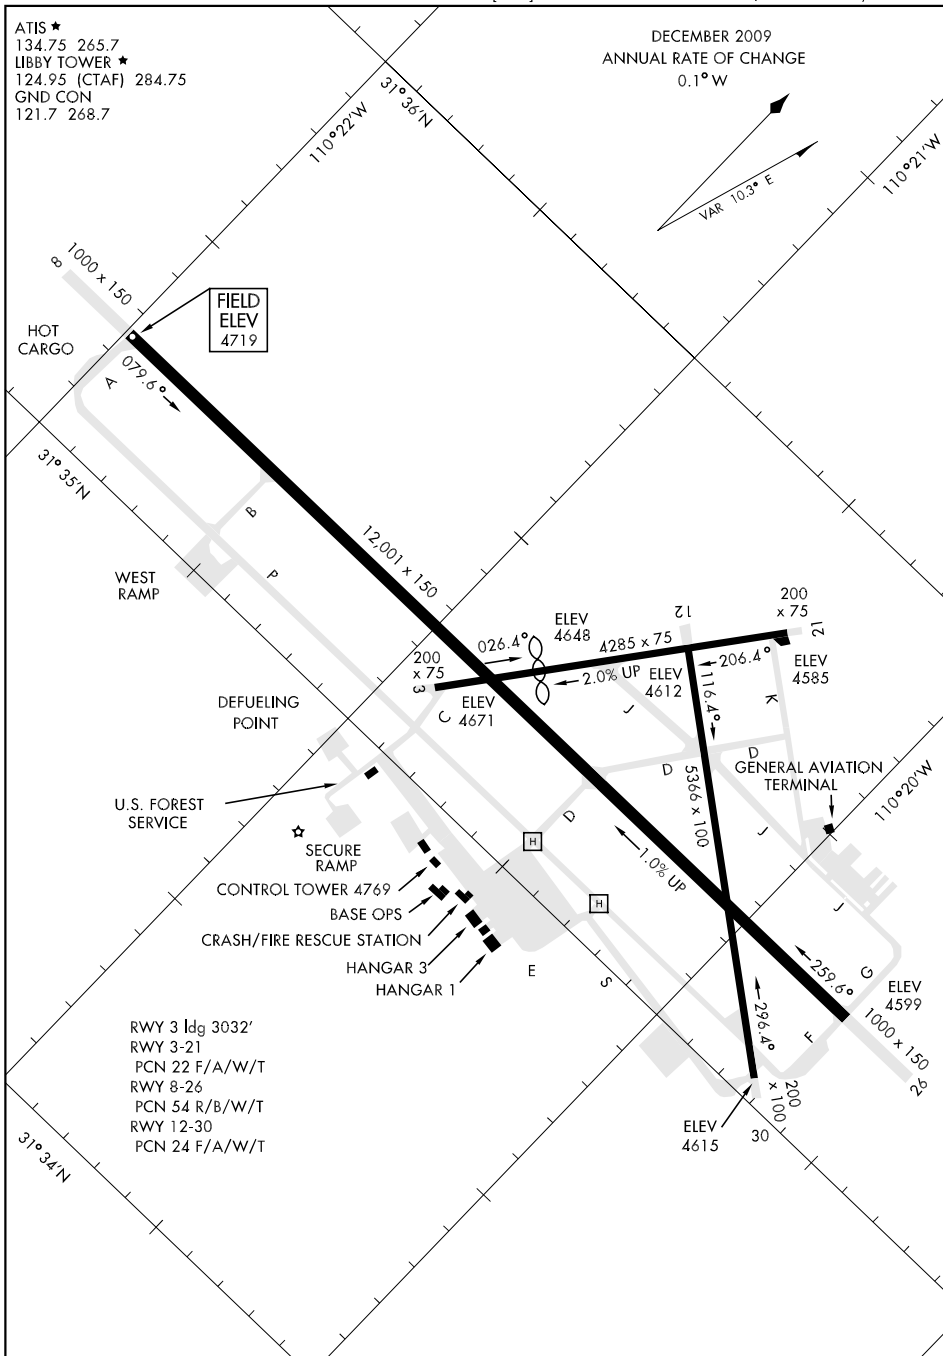 ATIS ★
134.75 265.7
LIBBY TOWER ★
124.95 (CTAF) 284.75
GND CON
121.7 268.7
DECEMBER 2009
ANNUAL RATE OF CHANGE
0.1° W
VAR 10.3° E
31°36'N
110°22'W
110°21'W
8
1000 x 150
FIELD
ELEV
4719
HOT
CARGO
079.6°
A
31°35'N
B
P
12,001 x 150
WEST
RAMP
200
x 75
3
026.4°
ELEV
4648
4285 x 75
12
200
x 75
21
2.0% UP
ELEV
4612
206.4°
ELEV
4585
116.4°
ELEV
4671
C
J
K
DEFUELING
POINT
D
D
D
J
GENERAL AVIATION
TERMINAL
110°20'W
5366 x 100
U.S. FOREST
SERVICE
SECURE
RAMP
H
1.0% UP
CONTROL TOWER 4769
BASE OPS
H
CRASH/FIRE RESCUE STATION
J
HANGAR 3
HANGAR 1
E
S
259.6°
G
ELEV
4599
296.4°
F
1000 x 150
26
RWY 3 ldg 3032'
RWY 3-21
PCN 22 F/A/W/T
RWY 8-26
PCN 54 R/B/W/T
RWY 12-30
PCN 24 F/A/W/T
200
x 100
ELEV
4615
30
31°34'N